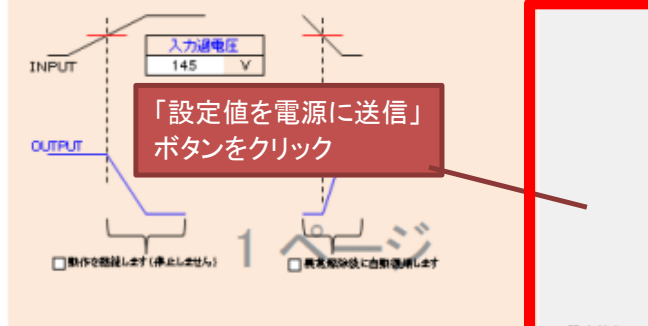 入力過電圧
145 V
INPUT
「設定値を電源に送信」
ボタンをクリック
OUTPUT
1 ページ
動作を継続します(停止しません)
異常解除後に自動復帰します